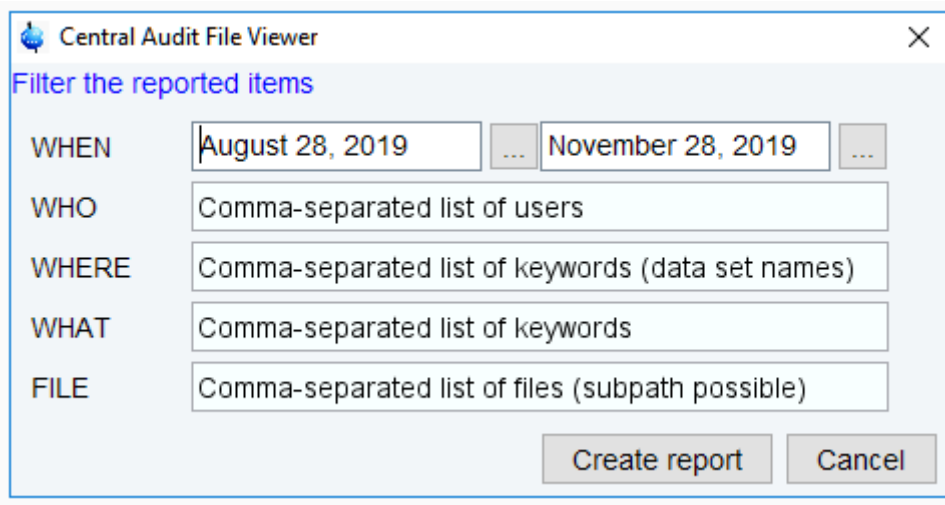 Central Audit File Viewer
Filter the reported items
WHEN August 28, 2019 ... November 28, 2019 ...
WHO Comma-separated list of users
WHERE Comma-separated list of keywords (data set names)
WHAT Comma-separated list of keywords
FILE Comma-separated list of files (subpath possible)
Create report Cancel